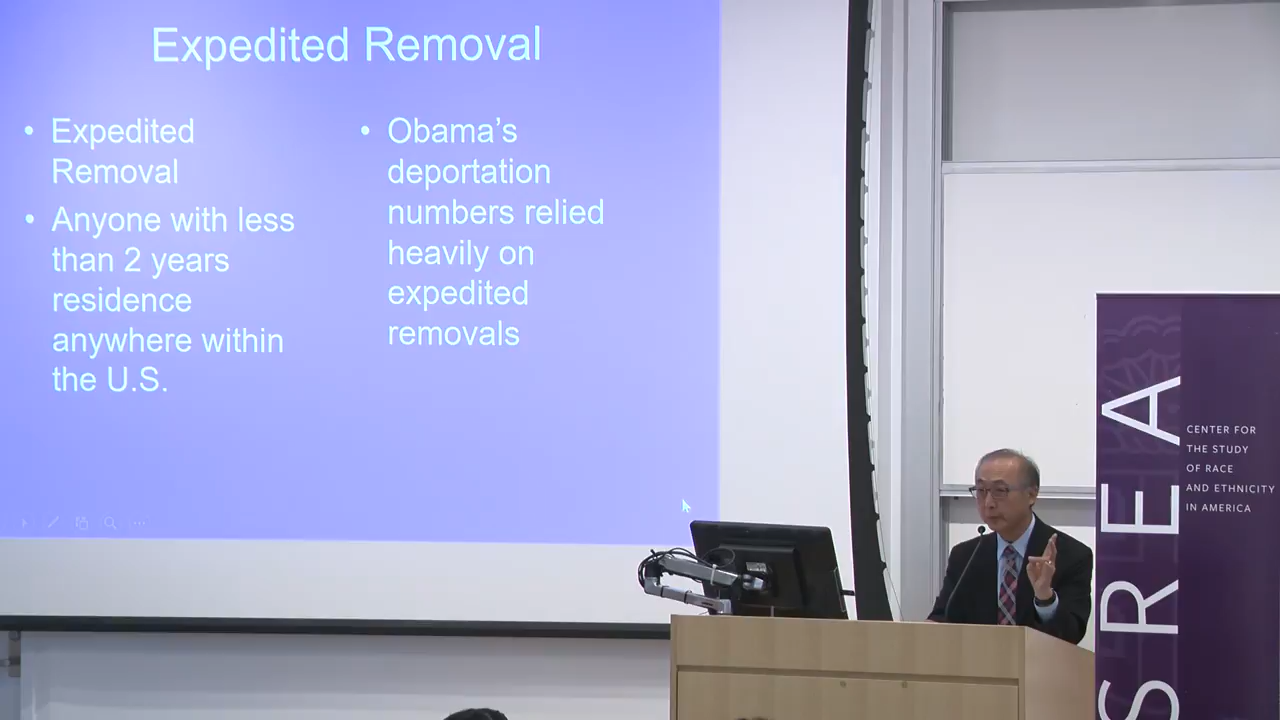 Expedited Removal
• Expedited
Removal
• Anyone with less
than 2 years
residence
anywhere within
the U.S.
• Obama’s
deportation
numbers relied
heavily on
expedited
removals
SREA
CENTER FOR
THE STUDY
OF RACE
AND ETHNICITY
IN AMERICA